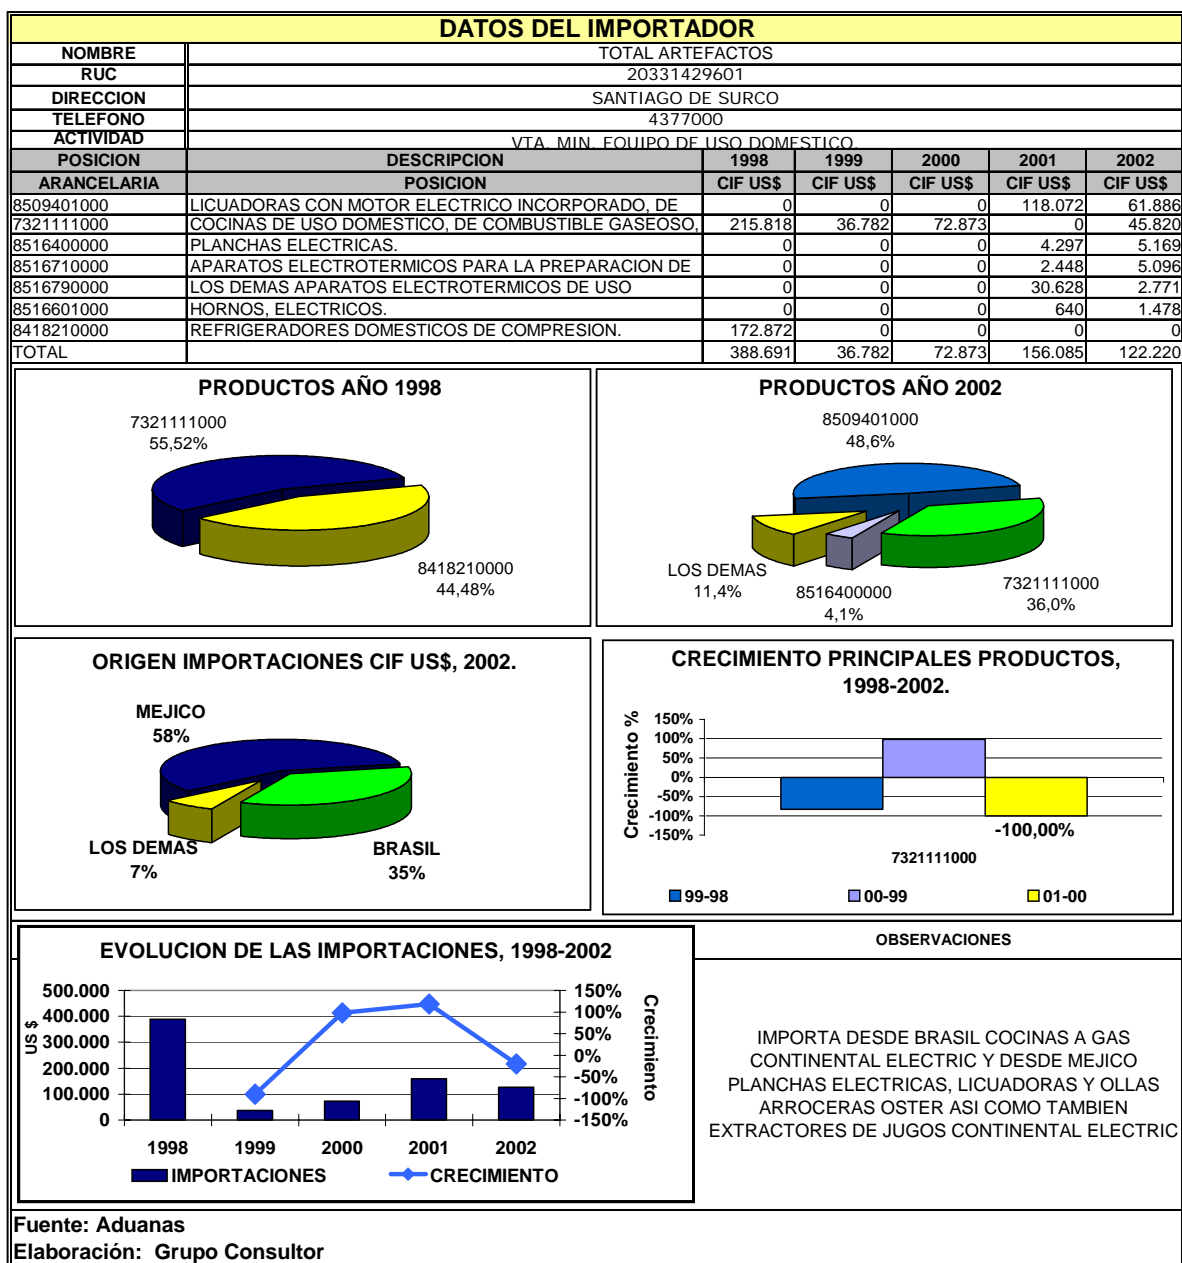 DATOS DEL IMPORTADOR
NOMBRE TOTAL ARTEFACTOS
RUC 20331429601
DIRECCION SANTIAGO DE SURCO
TELEFONO 4377000
ACTIVIDAD VTA. MIN. EQUIPO DE USO DOMESTICO.
POSICION DESCRIPCION 1998 1999 2000 2001 2002
ARANCELARIA POSICION CIF US$ CIF US$ CIF US$ CIF US$ CIF US$
8509401000 LICUADORAS CON MOTOR ELECTRICO INCORPORADO, DE 0 0 0 118.072 61.886
7321111000 COCINAS DE USO DOMESTICO, DE COMBUSTIBLE GASEOSO, 215.818 36.782 72.873 0 45.820
8516400000 PLANCHAS ELECTRICAS. 0 0 0 4.297 5.169
8516710000 APARATOS ELECTROTERMICOS PARA LA PREPARACION DE 0 0 0 2.448 5.096
8516790000 LOS DEMAS APARATOS ELECTROTERMICOS DE USO 0 0 0 30.628 2.771
8516601000 HORNOS, ELECTRICOS. 0 0 0 640 1.478
8418210000 REFRIGERADORES DOMESTICOS DE COMPRESION. 172.872 0 0 0 0
TOTAL 388.691 36.782 72.873 156.085 122.220
PRODUCTOS AÑO 1998
7321111000
55,52%
8418210000
44,48%
PRODUCTOS AÑO 2002
8509401000
48,6%
LOS DEMAS
11,4%
8516400000
4,1%
7321111000
36,0%
ORIGEN IMPORTACIONES CIF US$, 2002.
MEJICO
58%
LOS DEMAS
7%
BRASIL
35%
CRECIMIENTO PRINCIPALES PRODUCTOS,
1998-2002.
Crecimiento %
150%
100%
50%
0%
-50%
-100%
-150%
-100,00%
7321111000
99-98 00-99 01-00
EVOLUCION DE LAS IMPORTACIONES, 1998-2002
US $
500.000
400.000
300.000
200.000
100.000
0
150%
100%
50%
0%
-50%
-100%
-150%
Crecimiento
1998 1999 2000 2001 2002
IMPORTACIONES CRECIMIENTO
OBSERVACIONES
IMPORTA DESDE BRASIL COCINAS A GAS
CONTINENTAL ELECTRIC Y DESDE MEJICO
PLANCHAS ELECTRICAS, LICUADORAS Y OLLAS
ARROCERAS OSTER ASI COMO TAMBIEN
EXTRACTORES DE JUGOS CONTINENTAL ELECTRIC
Fuente: Aduanas
Elaboración: Grupo Consultor